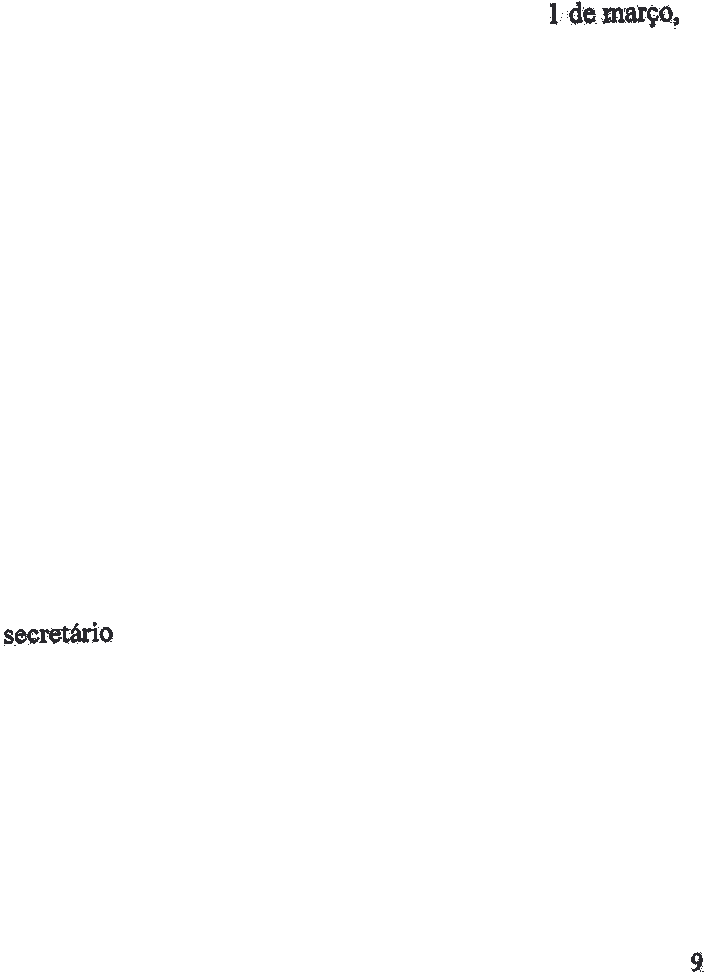 1 de março,
secretário
9